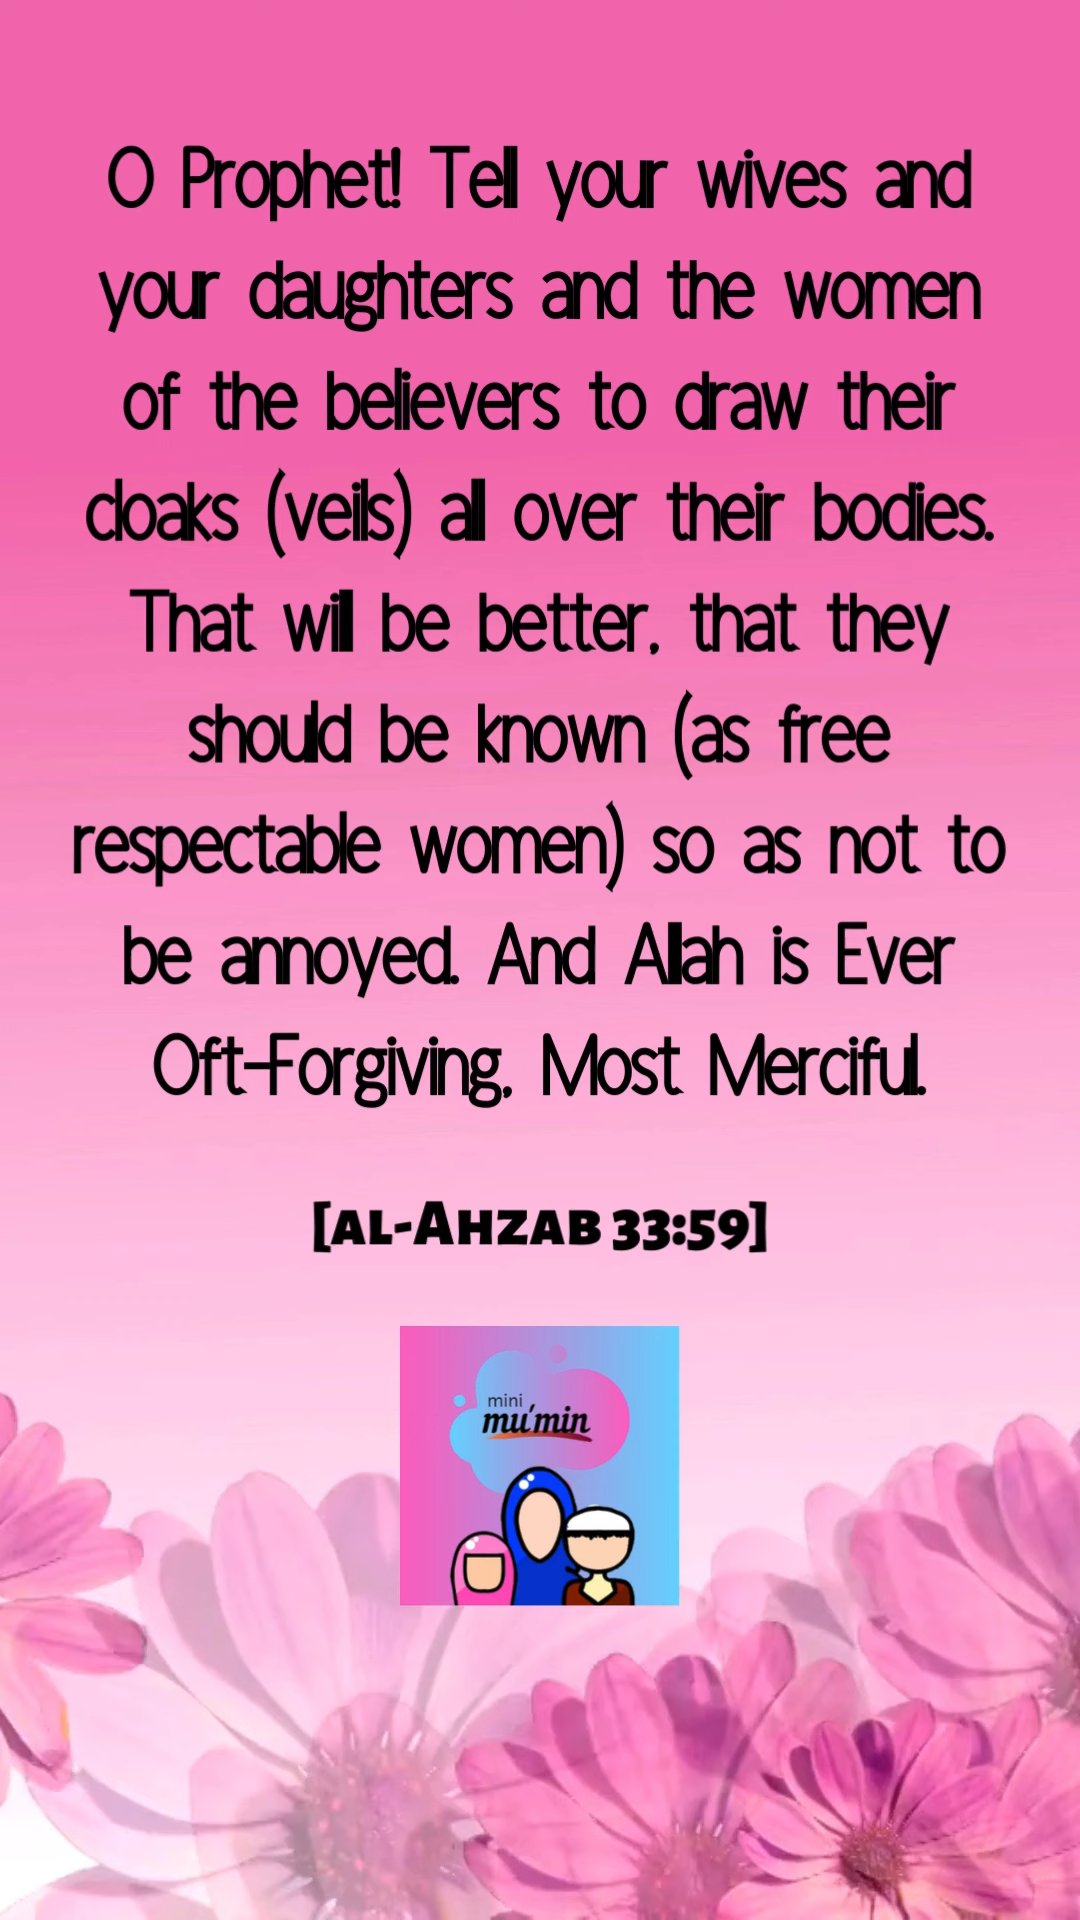 O Prophet! Tell your wives and
your daughters and the women
of the believers to draw their
cloaks (veils) all over their bodies.
That will be better, that they
should be known (as free
respectable women) so as not to
be annoyed. And Allah is Ever
Oft-Forgiving, Most Merciful.
[al-Ahzab 33:59]
mini
mu'min